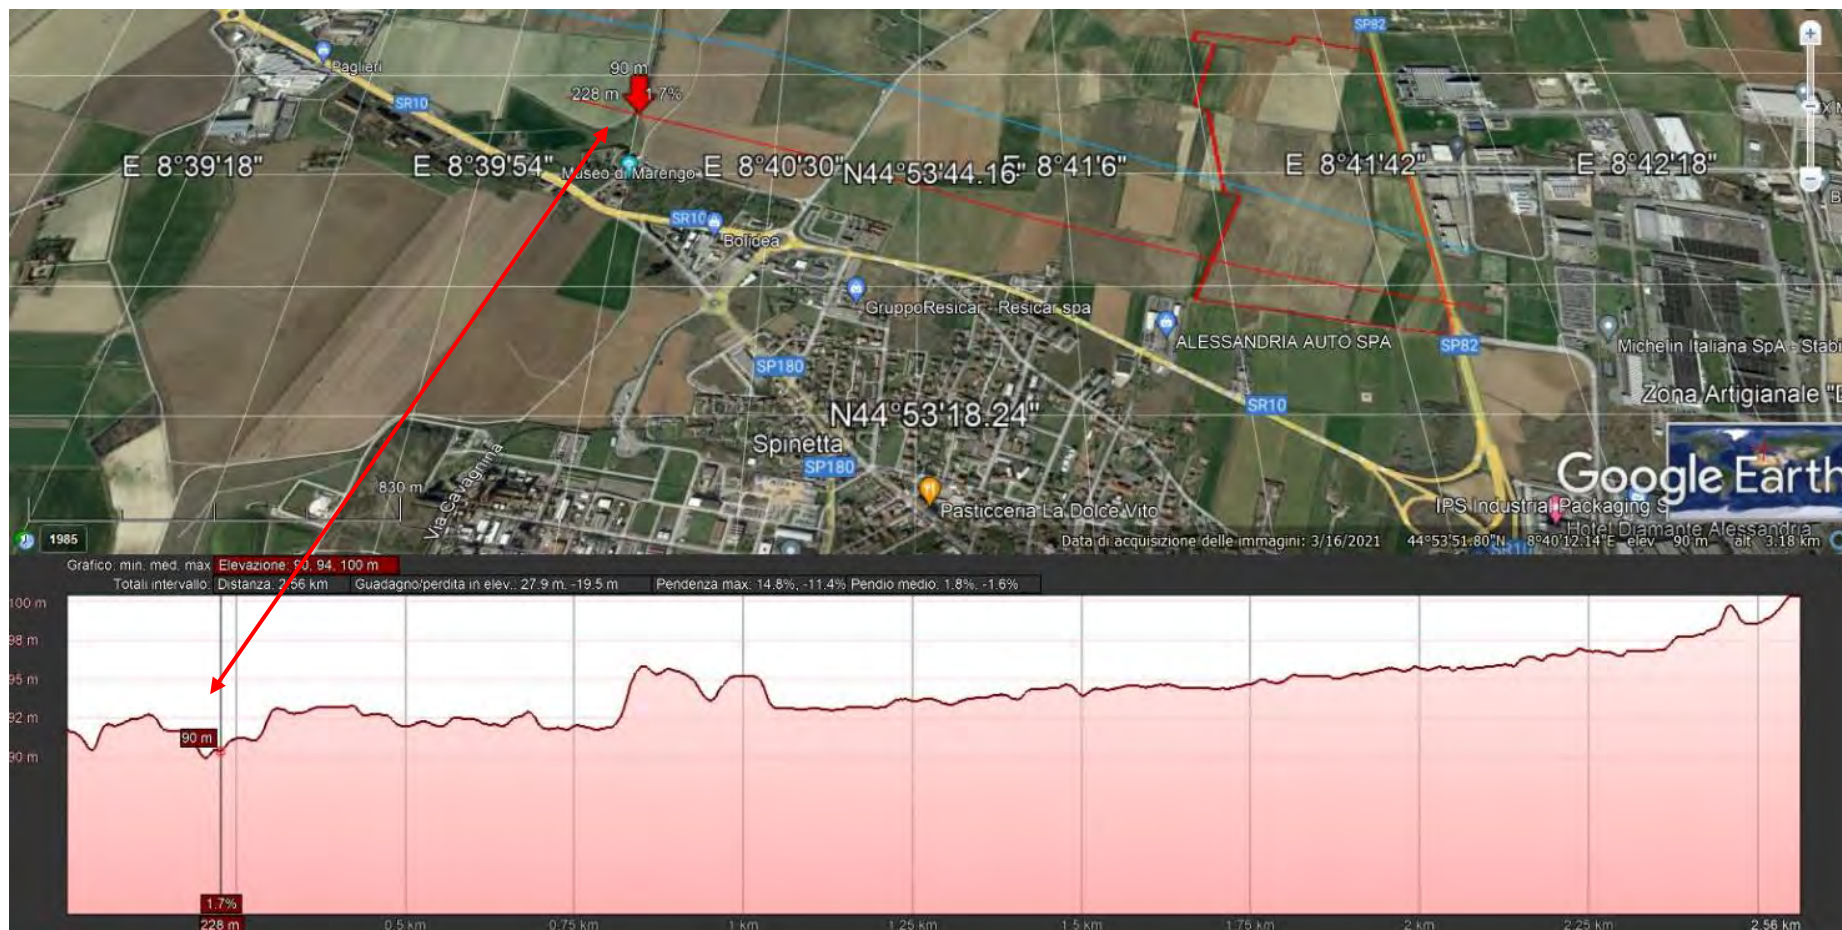 SP82
Paglieri
90 m
228 m
1.7%
SR10
E 8°39'18"
E 8°39'54"
Museo di Marengo
E 8°40'30"
N44°53'44.16"
E 8°41'6"
E 8°41'42"
E 8°42'18"
SR10
Bolidea
GruppoResicar - Resicar spa
ALESSANDRIA AUTO SPA
SP82
Michelin Italiana SpA - Stabi
SP180
Zona Artigianale "D
SR10
N44°53'18.24"
Spinetta
SP180
Via Cavagnina
830 m
Google Earth
Pasticceria La Dolce Vito
IPS Industrial Packaging S
Hotel Diamante Alessandria
1985
Data di acquisizione delle immagini: 3/16/2021 44°53'51.80"N 8°40'12.14"E elev 90 m alt 3.18 km
SR10
Grafico: min. med. max Elevazione: 90, 94, 100 m
Totali intervallo: Distanza: 2.56 km Guadagno/perdita in elev.: 27.9 m. -19.5 m Pendenza max: 14.8%, -11.4% Pendio medio: 1.8%, -1.6%
100 m
98 m
95 m
92 m
90 m
90 m
1.7%
228 m
0.5 km
0.75 km
1 km
1.25 km
1.5 km
1.75 km
2 km
2.25 km
2.56 km